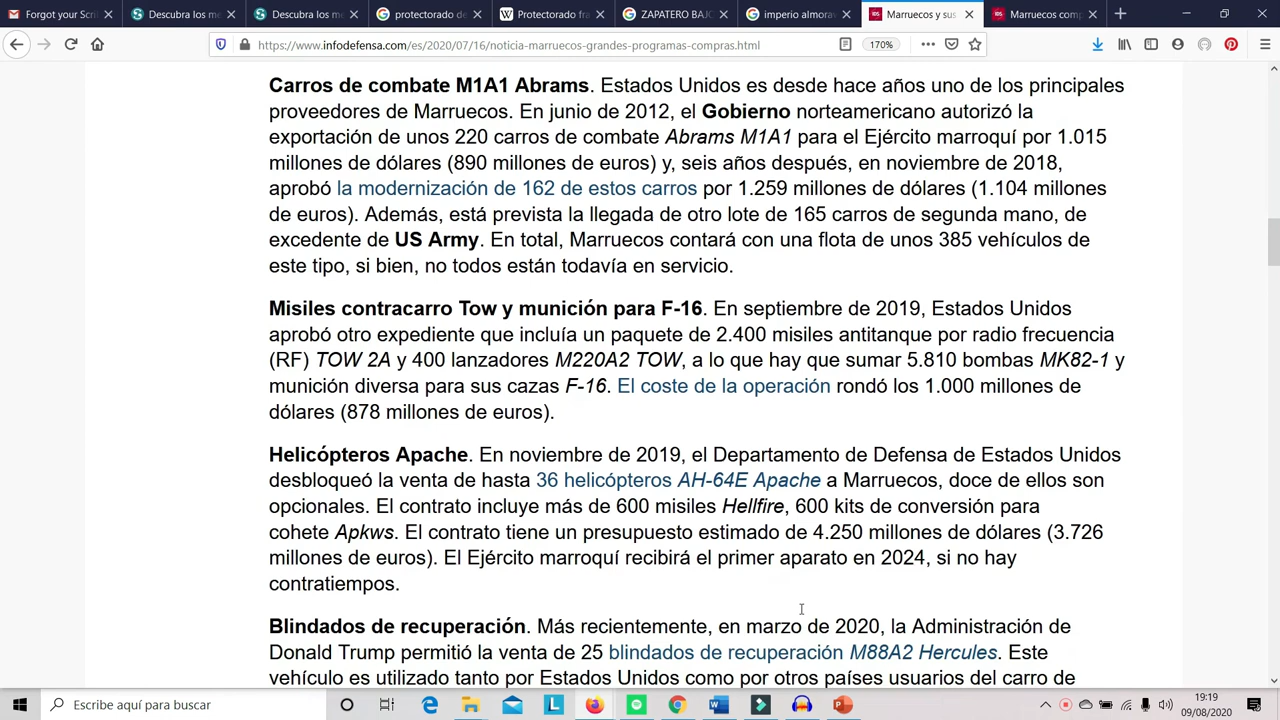 Forgot your Scri
Descubra los me
Descubra los me
protectorado de
Protectorado fra
ZAPATERO BAJO
imperio almorav
Marruecos y sus
Marruecos comp
https://www.infodefensa.com/es/2020/07/16/noticia-marruecos-grandes-programas-compras.html
170%
Carros de combate M1A1 Abrams. Estados Unidos es desde hace años uno de los principales
proveedores de Marruecos. En junio de 2012, el Gobierno norteamericano autorizó la
exportación de unos 220 carros de combate Abrams M1A1 para el Ejército marroquí por 1.015
millones de dólares (890 millones de euros) y, seis años después, en noviembre de 2018,
aprobó la modernización de 162 de estos carros por 1.259 millones de dólares (1.104 millones
de euros). Además, está prevista la llegada de otro lote de 165 carros de segunda mano, de
excedente de US Army. En total, Marruecos contará con una flota de unos 385 vehículos de
este tipo, si bien, no todos están todavía en servicio.
Misiles contracarro Tow y munición para F-16. En septiembre de 2019, Estados Unidos
aprobó otro expediente que incluía un paquete de 2.400 misiles antitanque por radio frecuencia
(RF) TOW 2A y 400 lanzadores M220A2 TOW, a lo que hay que sumar 5.810 bombas MK82-1 y
munición diversa para sus cazas F-16. El coste de la operación rondó los 1.000 millones de
dólares (878 millones de euros).
Helicópteros Apache. En noviembre de 2019, el Departamento de Defensa de Estados Unidos
desbloqueó la venta de hasta 36 helicópteros AH-64E Apache a Marruecos, doce de ellos son
opcionales. El contrato incluye más de 600 misiles Hellfire, 600 kits de conversión para
cohete Apkws. El contrato tiene un presupuesto estimado de 4.250 millones de dólares (3.726
millones de euros). El Ejército marroquí recibirá el primer aparato en 2024, si no hay
contratiempos.
Blindados de recuperación. Más recientemente, en marzo de 2020, la Administración de
Donald Trump permitió la venta de 25 blindados de recuperación M88A2 Hercules. Este
vehículo es utilizado tanto por Estados Unidos como por otros países usuarios del carro de
Escribe aquí para buscar
19:19
09/08/2020